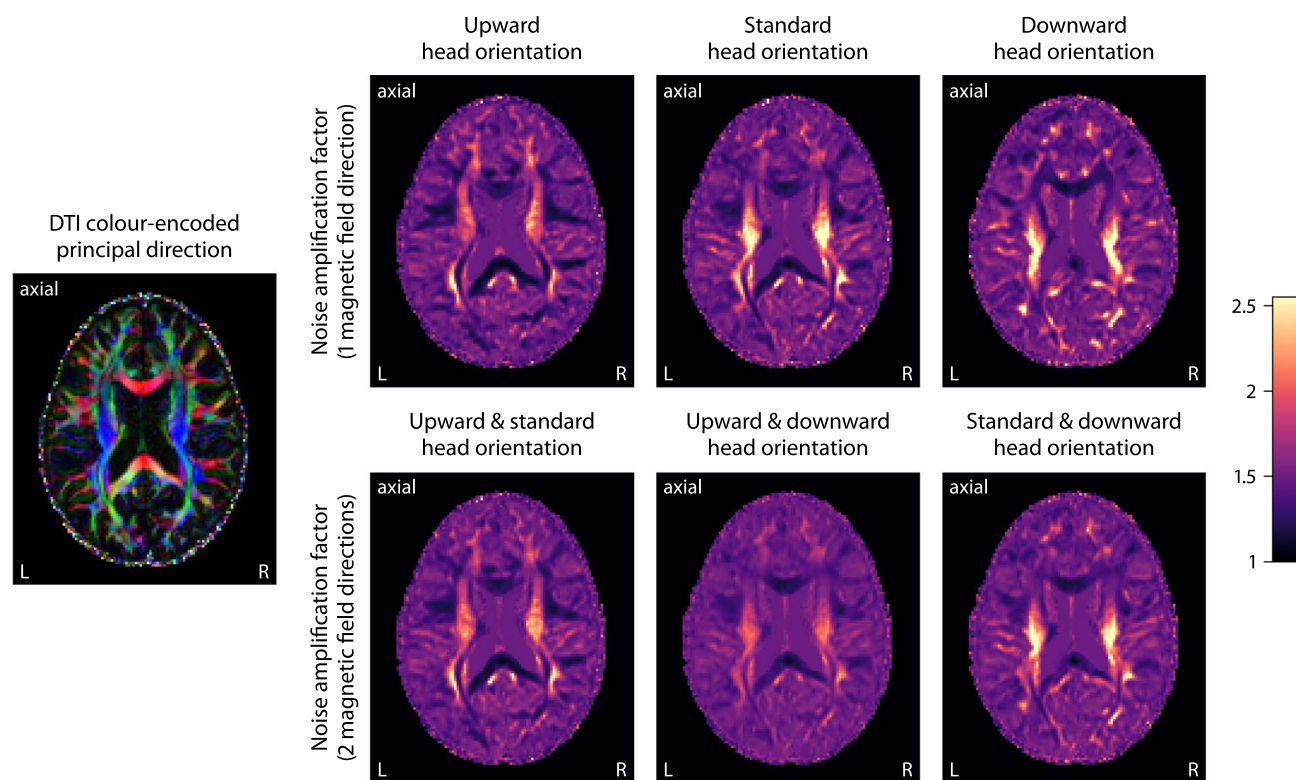 DTI colour-encoded
principal direction
axial
L R
Noise amplification factor
(1 magnetic field direction)
Upward
head orientation
axial
L R
Standard
head orientation
axial
L R
Downward
head orientation
axial
L R
Noise amplification factor
(2 magnetic field directions)
Upward & standard
head orientation
axial
L R
Upward & downward
head orientation
axial
L R
Standard & downward
head orientation
axial
L R
2.5
2
1.5
1